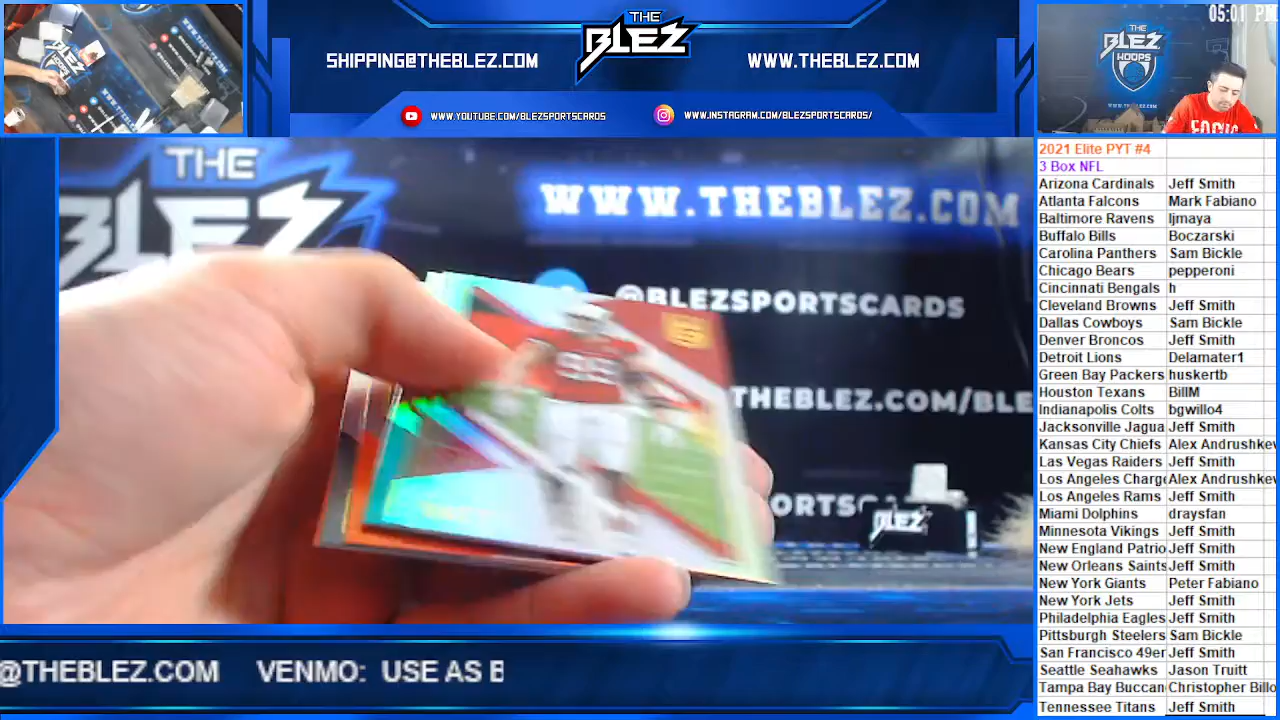 THE
BLEZ
SHIPPING@THEBLEZ.COM
WWW.THEBLEZ.COM
WWW.YOUTUBE.COM/BLEZSPORTSCARDS
WWW.INSTAGRAM.COM/BLEZSPORTSCARDS/
05:01 PM
THE
BLEZ
HOOPS
THE
BLEZ
WWW.THEBLEZ.COM
@BLEZSPORTSCARDS
THEBLEZ.COM/BLE
PORTSCA
BLEZ
2021 Elite PYT #4
3 Box NFL
Arizona Cardinals Jeff Smith
Atlanta Falcons Mark Fabiano
Baltimore Ravens ljmaya
Buffalo Bills Boczarski
Carolina Panthers Sam Bickle
Chicago Bears pepperoni
Cincinnati Bengals h
Cleveland Browns Jeff Smith
Dallas Cowboys Sam Bickle
Denver Broncos Jeff Smith
Detroit Lions Delamater1
Green Bay Packers huskertb
Houston Texans BillM
Indianapolis Colts bgwillo4
Jacksonville Jagua Jeff Smith
Kansas City Chiefs Alex Andrushkev
Las Vegas Raiders Jeff Smith
Los Angeles Charge Alex Andrushkev
Los Angeles Rams Jeff Smith
Miami Dolphins draysfan
Minnesota Vikings Jeff Smith
New England Patrio Jeff Smith
New Orleans Saints Jeff Smith
New York Giants Peter Fabiano
New York Jets Jeff Smith
Philadelphia Eagles Jeff Smith
Pittsburgh Steelers Sam Bickle
San Francisco 49er Jeff Smith
Seattle Seahawks Jason Truitt
Tampa Bay Buccan Christopher Billo
Tennessee Titans Jeff Smith
@THEBLEZ.COM VENMO: USE AS B